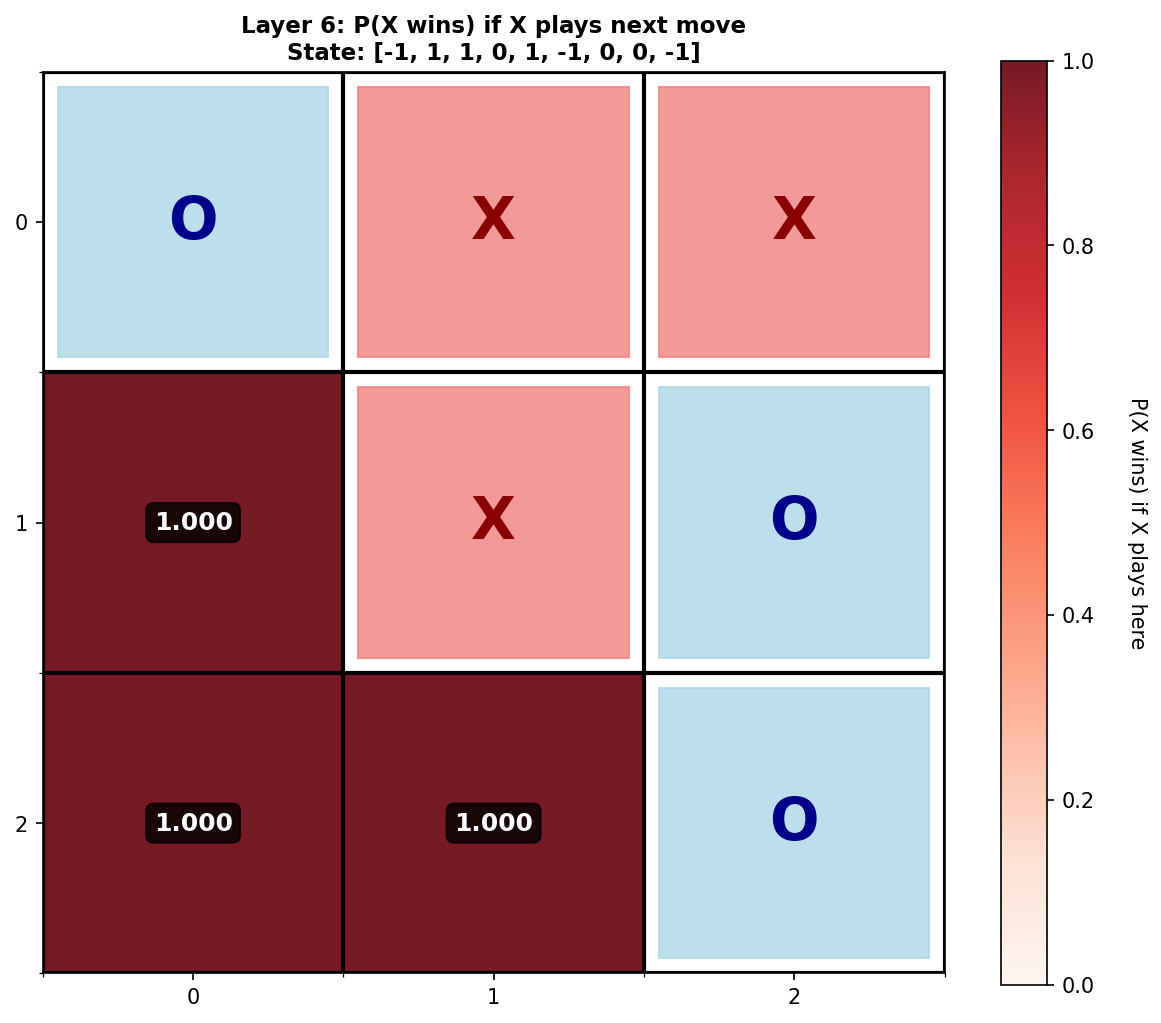 Layer 6: P(X wins) if X plays next move
State: [-1, 1, 1, 0, 1, -1, 0, 0, -1]
O X X
1.000 X O
1.000 1.000 O
0
1
2
0 1 2
1.0
0.8
0.6
0.4
0.2
0.0
P(X wins) if X plays here